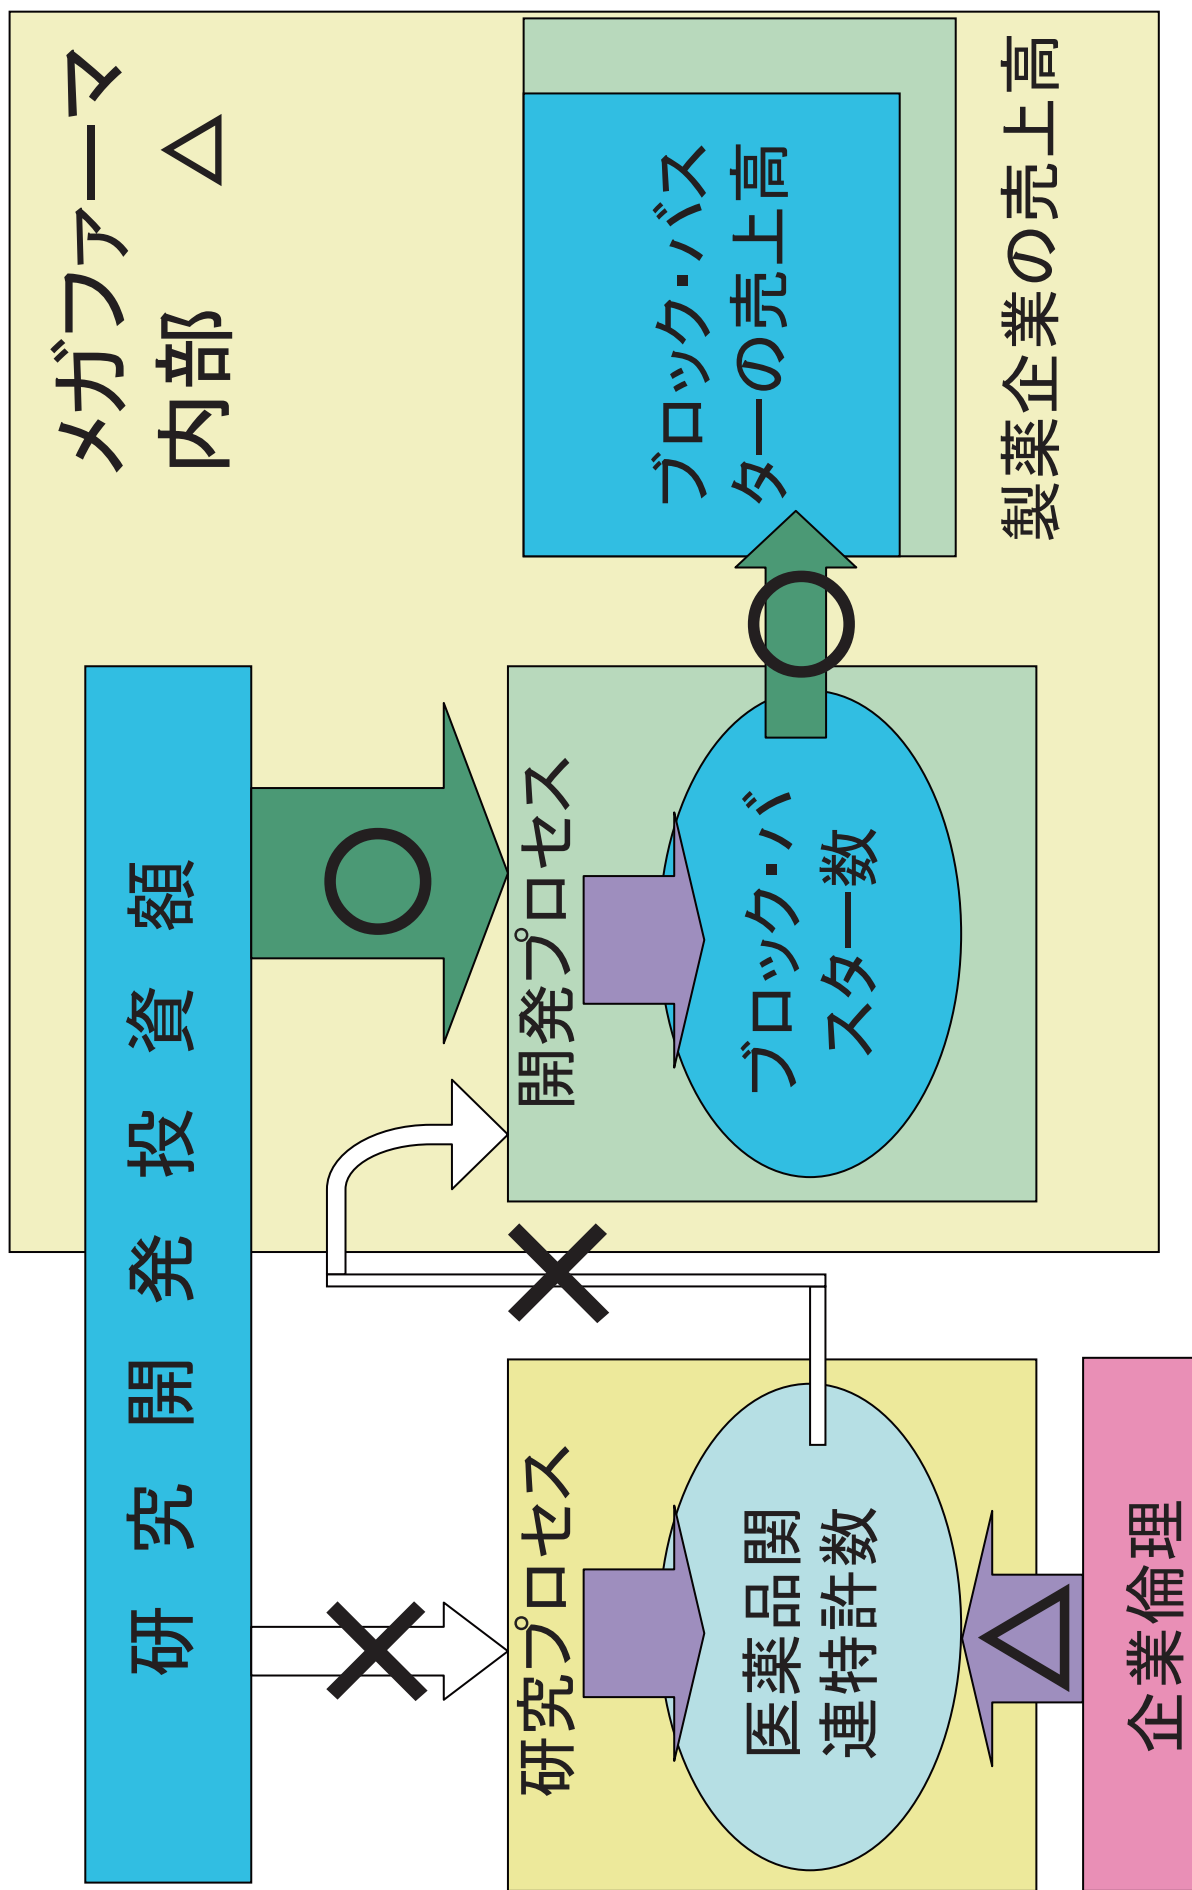 研究開発投資額
メガファーマ
内部 △
研究プロセス
医薬品関
連特許数
企業倫理
開発プロセス
ブロック・バ
スター数
ブロック・バス
ターの売上高
製薬企業の売上高